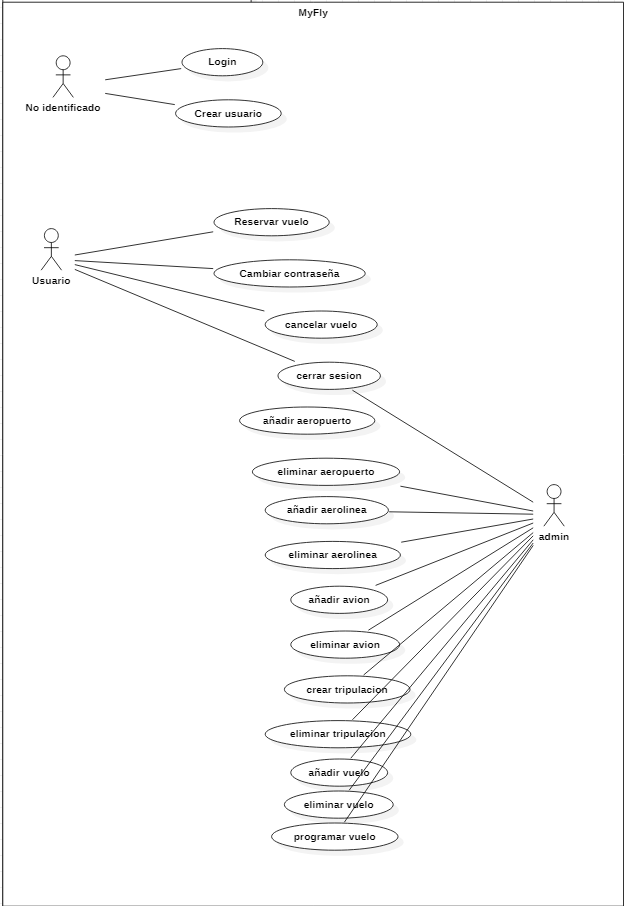 MyFly
Login
No identificado
Crear usuario
Reservar vuelo
Usuario
Cambiar contraseña
cancelar vuelo
cerrar sesion
añadir aeropuerto
eliminar aeropuerto
añadir aerolinea
admin
eliminar aerolinea
añadir avion
eliminar avion
crear tripulacion
eliminar tripulacion
añadir vuelo
eliminar vuelo
programar vuelo